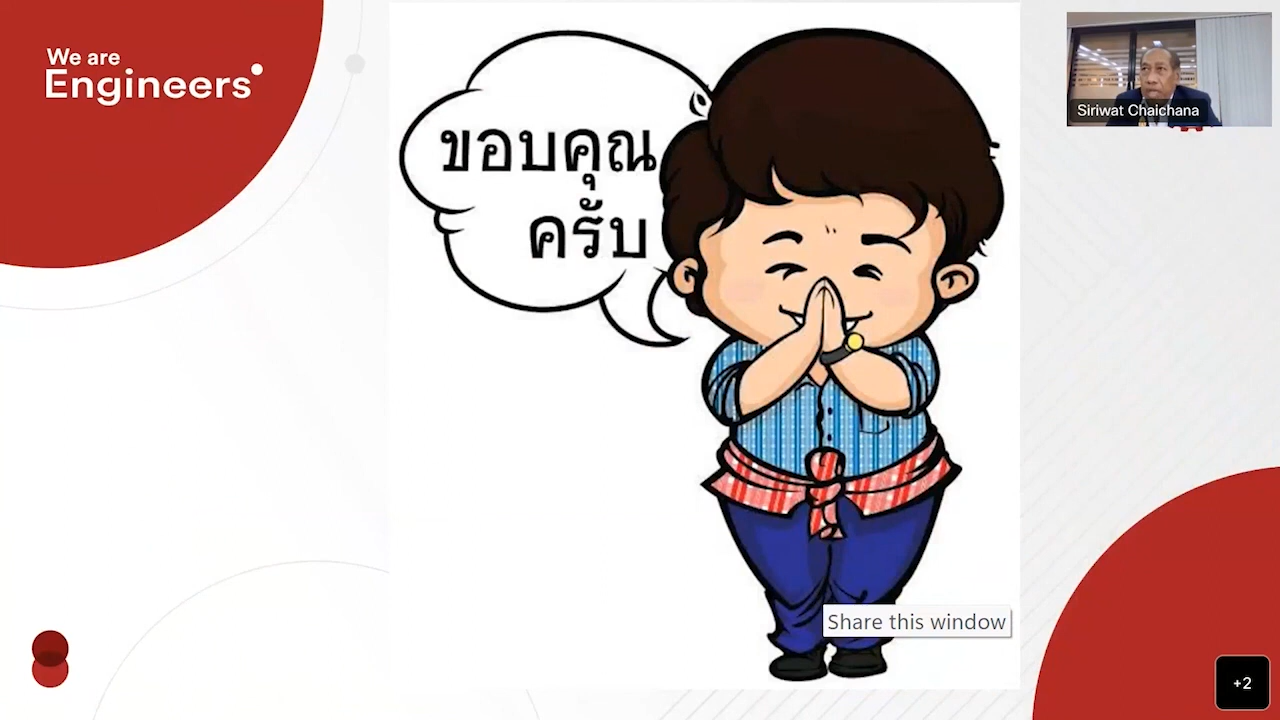 We are
Engineers
ขอบคุณ
ครับ
Siriwat Chaichana
Share this window
+2